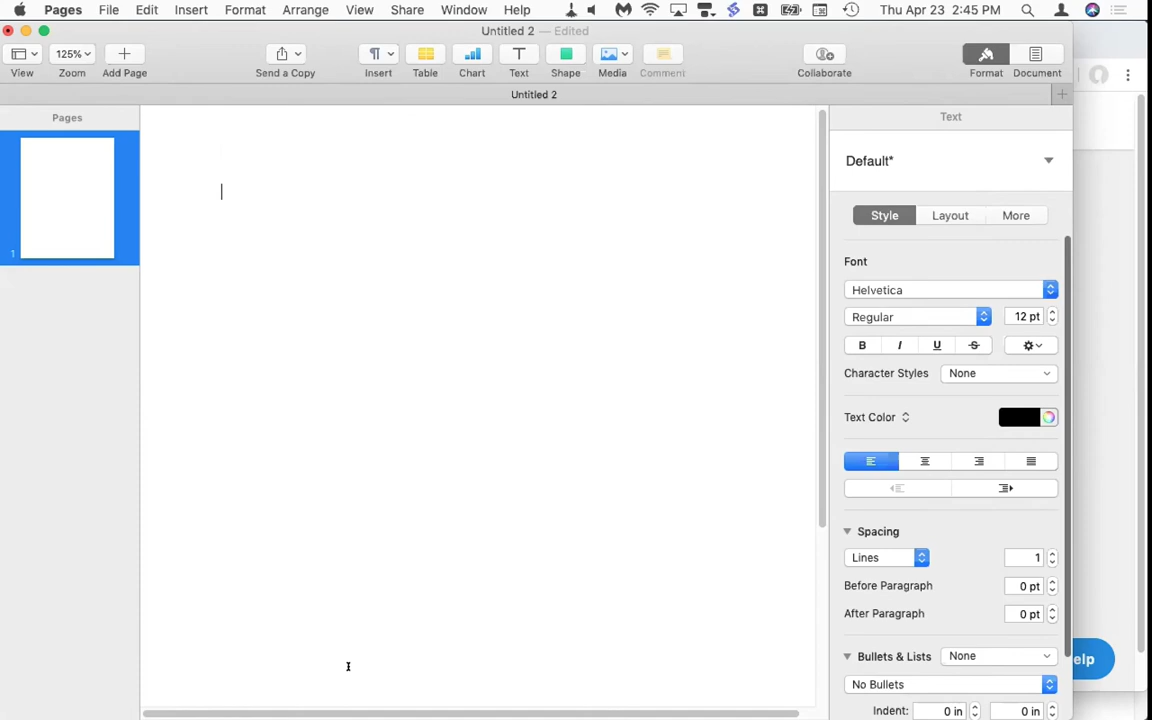 Pages File Edit Insert Format Arrange View Share Window Help Thu Apr 23 2:45 PM
Untitled 2 — Edited
125%
View Zoom Add Page Send a Copy Insert Table Chart Text Shape Media Comment Collaborate Format Document
Untitled 2
Pages
Text
1
Default*
Style Layout More
Font
Helvetica
Regular 12 pt
B I U S
Character Styles None
Text Color
Spacing
Lines 1
Before Paragraph 0 pt
After Paragraph 0 pt
Bullets & Lists None
No Bullets
Indent: 0 in 0 in
elp